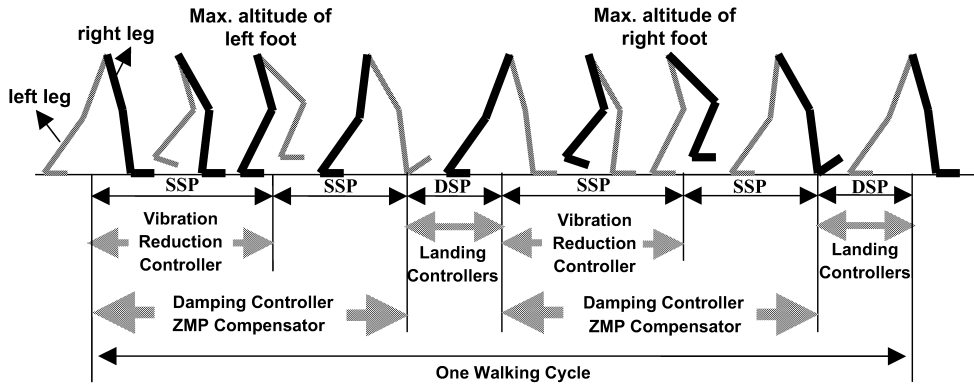 Max. altitude of
left foot
Max. altitude of
right foot
right leg
left leg
SSP
SSP
DSP
SSP
SSP
DSP
Vibration
Reduction
Controller
Landing
Controllers
Vibration
Reduction
Controller
Landing
Controllers
Damping Controller
ZMP Compensator
Damping Controller
ZMP Compensator
One Walking Cycle